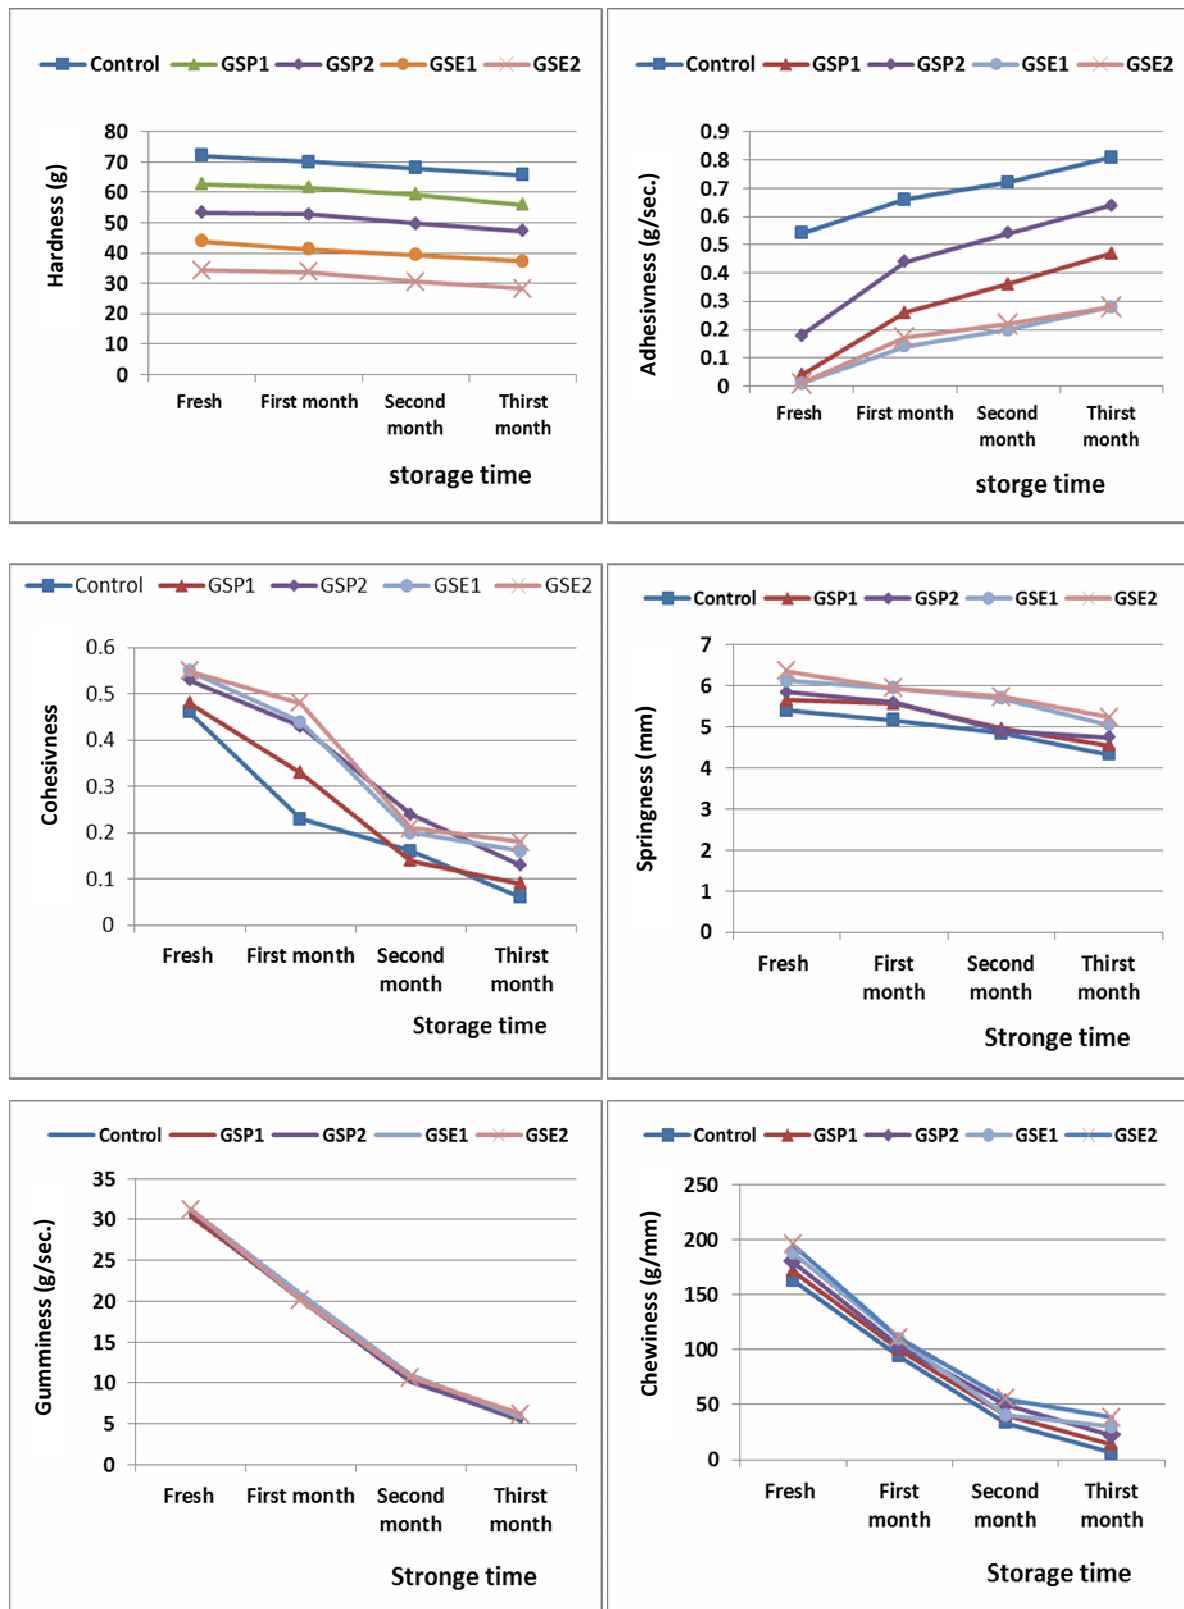 Control GSP1 GSP2 GSE1 GSE2
Hardness (g)
80
70
60
50
40
30
20
10
0
Fresh First month Second month Thirst month
storage time
Control GSP1 GSP2 GSE1 GSE2
Adhesivness (g/sec.)
0.9
0.8
0.7
0.6
0.5
0.4
0.3
0.2
0.1
0
Fresh First month Second month Thirst month
storge time
Control GSP1 GSP2 GSE1 GSE2
Cohesivness
0.6
0.5
0.4
0.3
0.2
0.1
0
Fresh First month Second month Thirst month
Storage time
Control GSP1 GSP2 GSE1 GSE2
Springness (mm)
7
6
5
4
3
2
1
0
Fresh First month Second month Thirst month
Stronge time
Control GSP1 GSP2 GSE1 GSE2
Gumminess (g/sec.)
35
30
25
20
15
10
5
0
Fresh First month Second month Thirst month
Stronge time
Control GSP1 GSP2 GSE1 GSE2
Chewiness (g/mm)
250
200
150
100
50
0
Fresh First month Second month Thirst month
Storage time